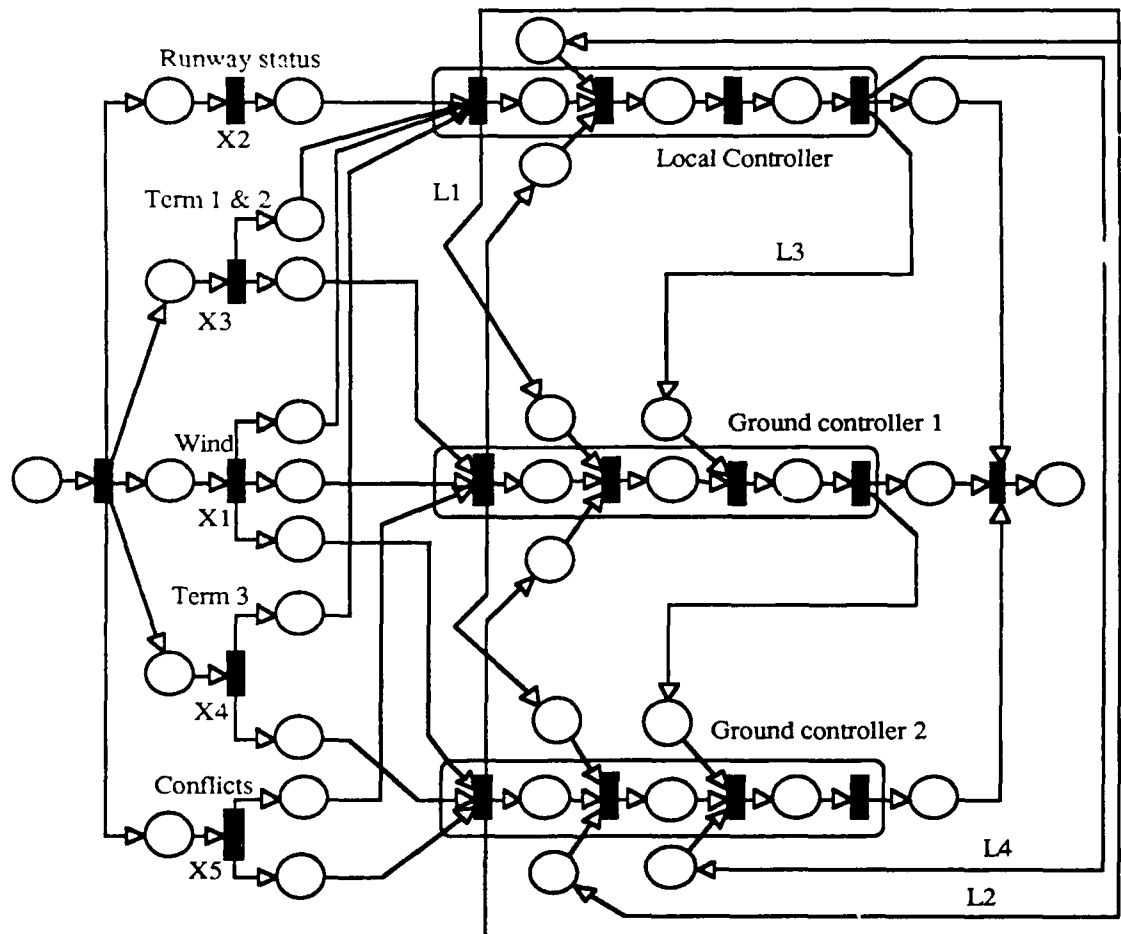 Runway status
X2
Local Controller
L1
Term 1 & 2
L3
X3
Ground controller 1
Wind
X1
Term 3
X4
Ground controller 2
Conflicts
X5
L4
L2